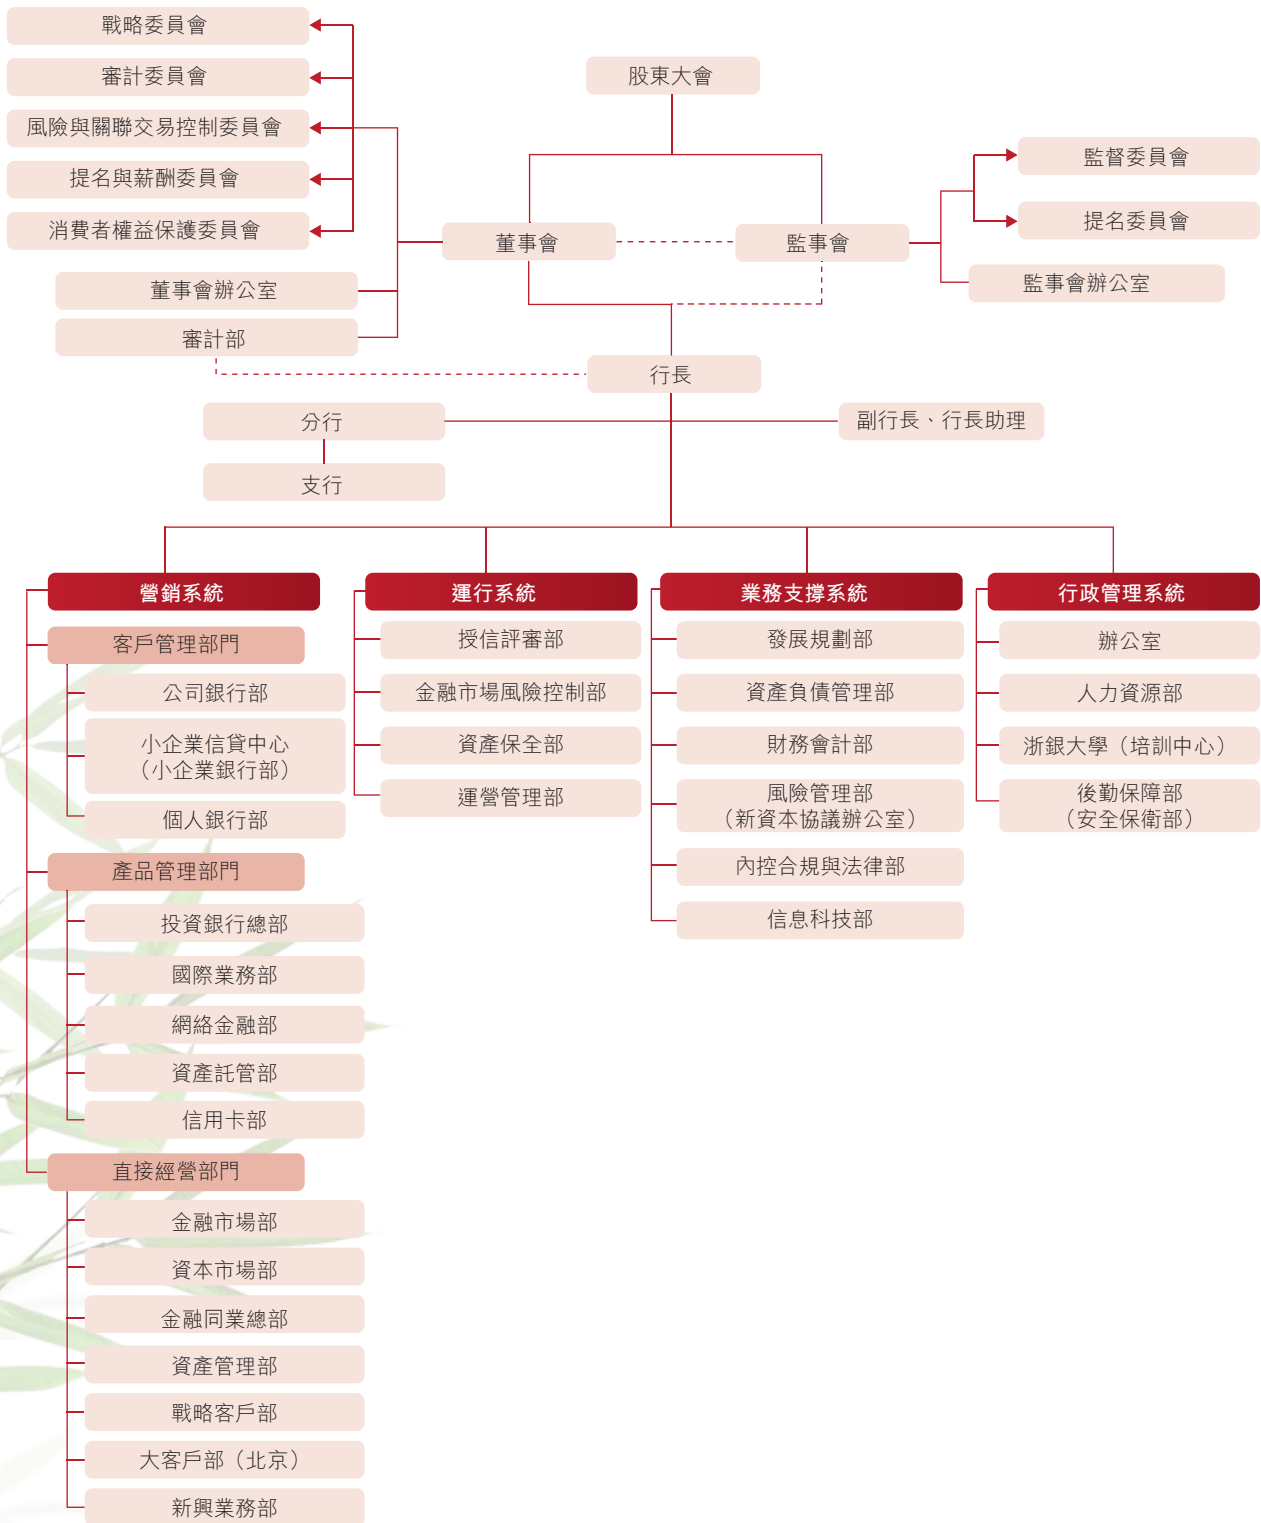 戰略委員會
審計委員會
風險與關聯交易控制委員會
提名與薪酬委員會
消費者權益保護委員會
董事會辦公室
審計部
股東大會
董事會
監事會
監督委員會
提名委員會
監事會辦公室
行長
分行
支行
副行長、行長助理
營銷系統
客戶管理部門
公司銀行部
小企業信貸中心
（小企業銀行部）
個人銀行部
產品管理部門
投資銀行總部
國際業務部
網絡金融部
資產託管部
信用卡部
直接經營部門
金融市場部
資本市場部
金融同業總部
資產管理部
戰略客戶部
大客戶部（北京）
新興業務部
運行系統
授信評審部
金融市場風險控制部
資產保全部
運營管理部
業務支撐系統
發展規劃部
資產負債管理部
財務會計部
風險管理部
（新資本協議辦公室）
內控合規與法律部
信息科技部
行政管理系統
辦公室
人力資源部
浙銀大學（培訓中心）
後勤保障部
（安全保衛部）